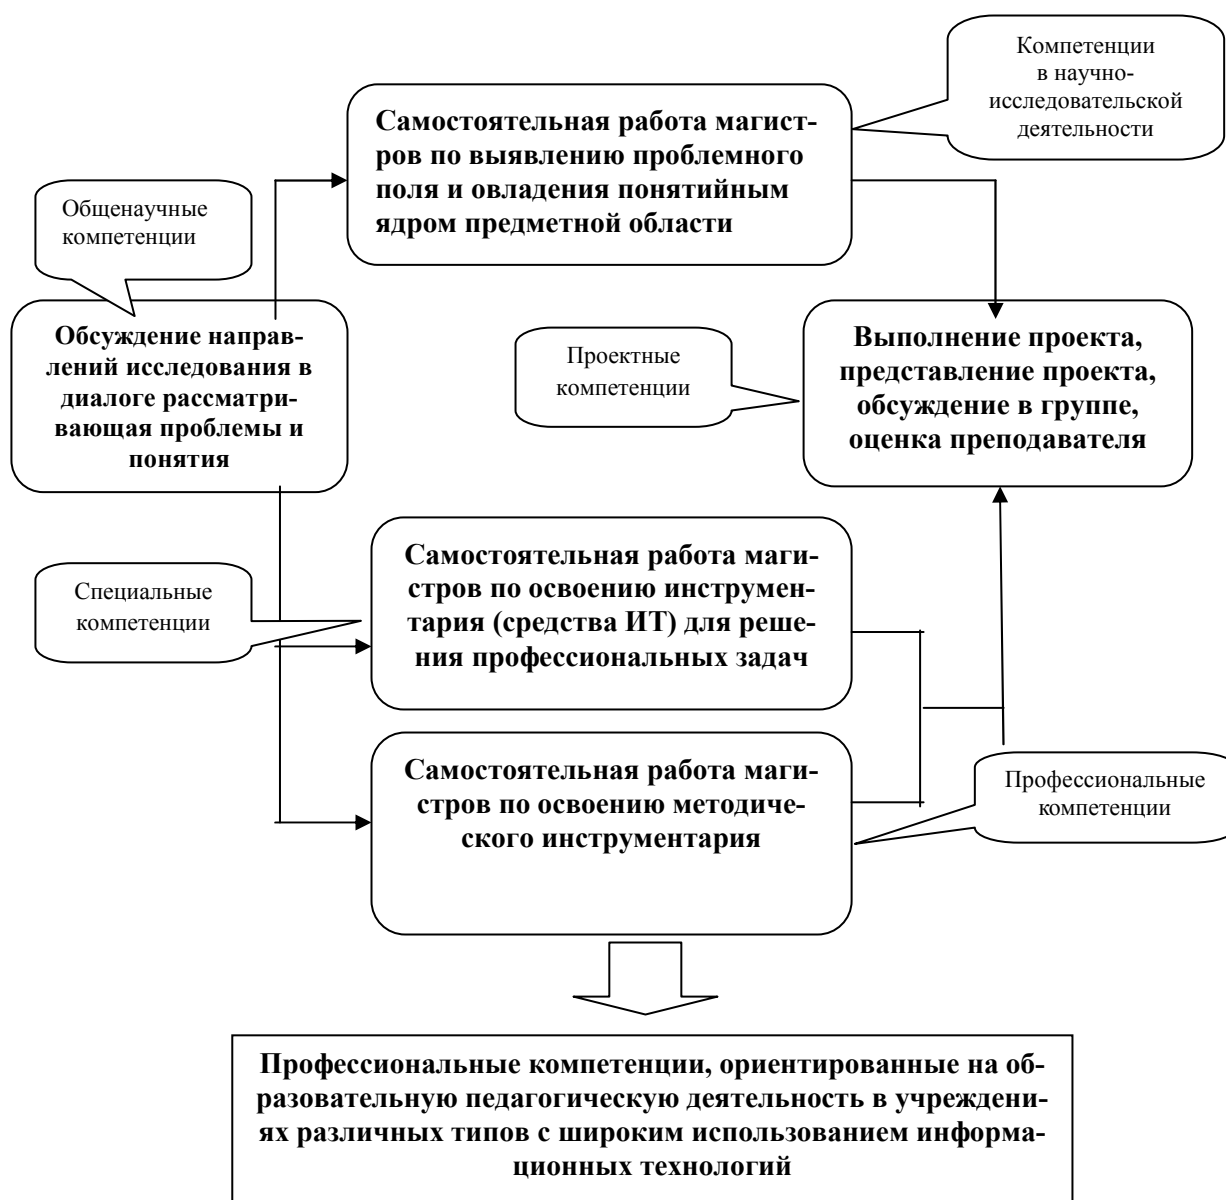 Компетенции
в научно-
исследовательской
деятельности
Самостоятельная работа магист-
ров по выявлению проблемного
поля и овладения понятийным
ядром предметной области
Общенаучные
компетенции
Обсуждение направ-
лений исследования в
диалоге рассматри-
вающая проблемы и
понятия
Проектные
компетенции
Выполнение проекта,
представление проекта,
обсуждение в группе,
оценка преподавателя
Специальные
компетенции
Самостоятельная работа маги-
стров по освоению инструмен-
тария (средства ИТ) для реше-
ния профессиональных задач
Самостоятельная работа маги-
стров по освоению методиче-
ского инструментария
Профессиональные
компетенции
Профессиональные компетенции, ориентированные на об-
разовательную педагогическую деятельность в учреждени-
ях различных типов с широким использованием информа-
ционных технологий